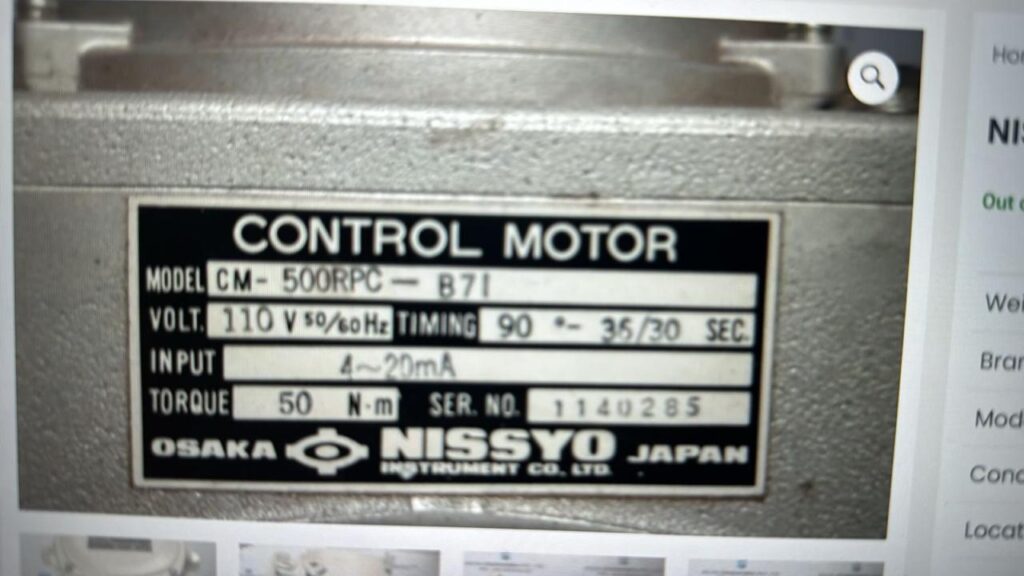 CONTROL MOTOR
MODEL CM- 500RPC — B71
VOLT. 110 V 50/60Hz TIMING 90 °- 36/30 SEC.
INPUT 4~20mA
TORQUE 50 N·m SER. NO. 1140285
OSAKA NISSYO JAPAN
INSTRUMENT CO., LTD.